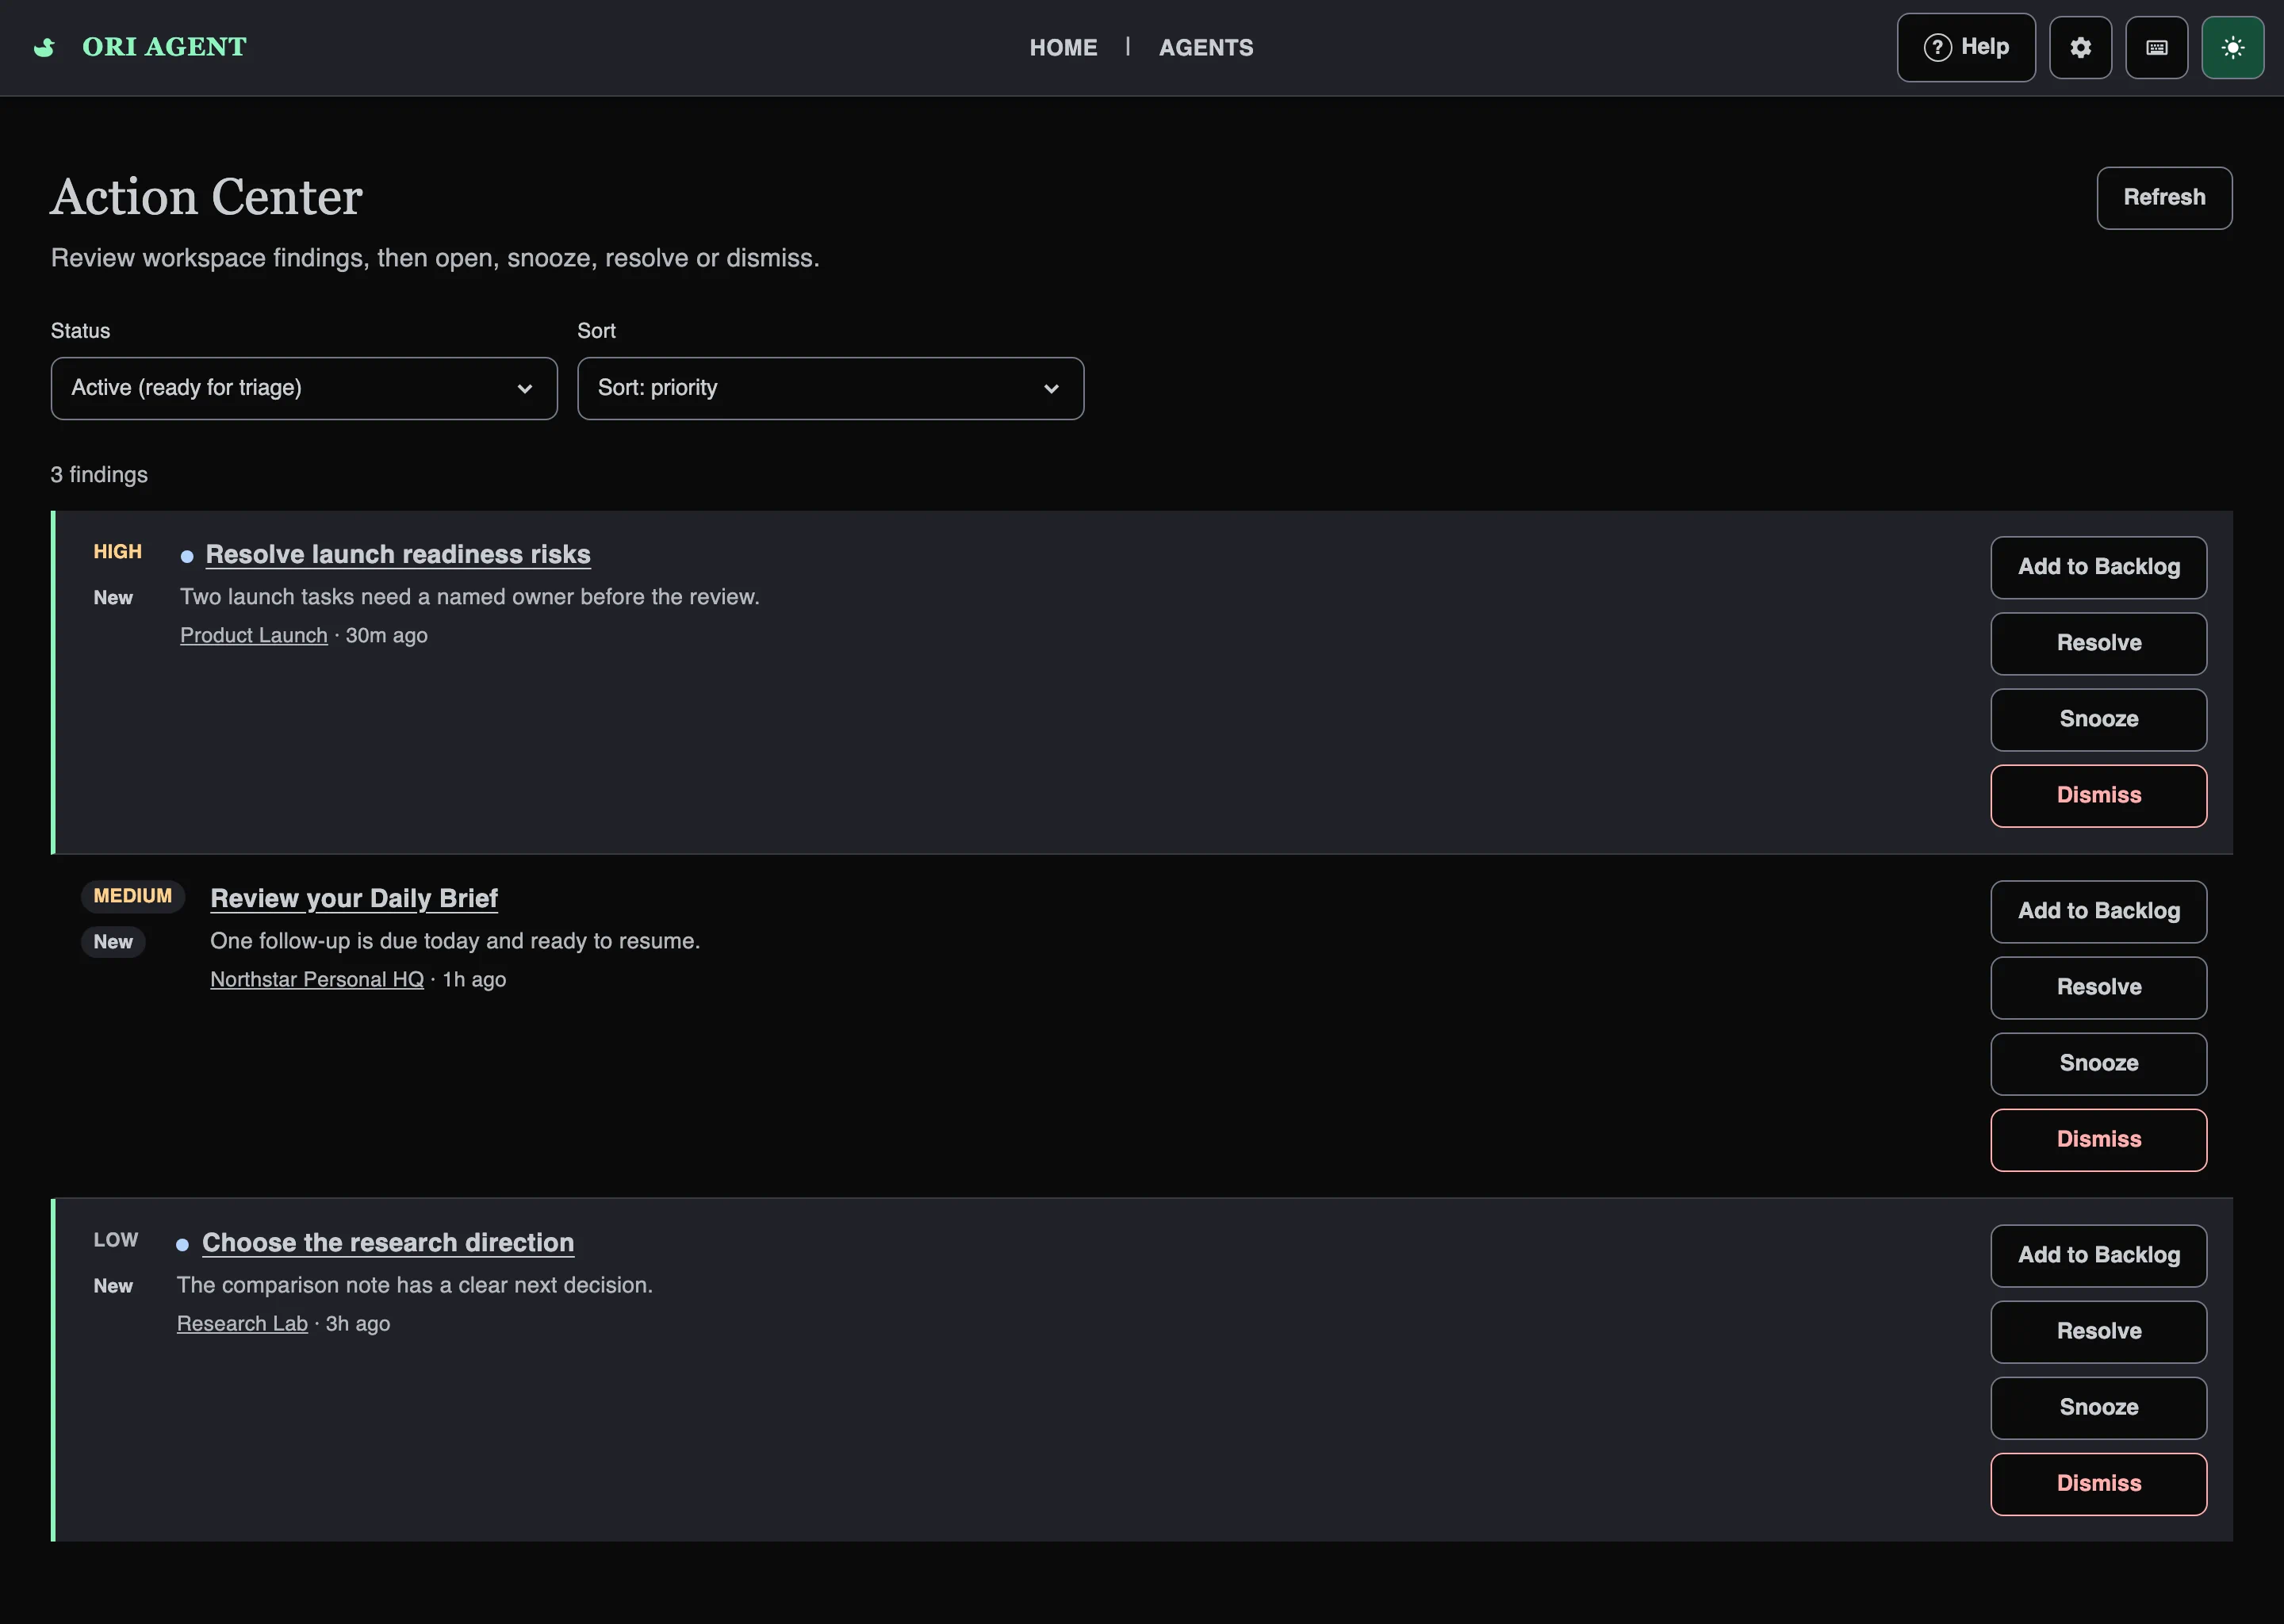 ORI AGENT
HOME | AGENTS
? Help
Action Center
Refresh
Review workspace findings, then open, snooze, resolve or dismiss.
Status
Sort
Active (ready for triage)
Sort: priority
3 findings
HIGH
Resolve launch readiness risks
New
Two launch tasks need a named owner before the review.
Product Launch · 30m ago
Add to Backlog
Resolve
Snooze
Dismiss
MEDIUM
Review your Daily Brief
New
One follow-up is due today and ready to resume.
Northstar Personal HQ · 1h ago
Add to Backlog
Resolve
Snooze
Dismiss
LOW
Choose the research direction
New
The comparison note has a clear next decision.
Research Lab · 3h ago
Add to Backlog
Resolve
Snooze
Dismiss